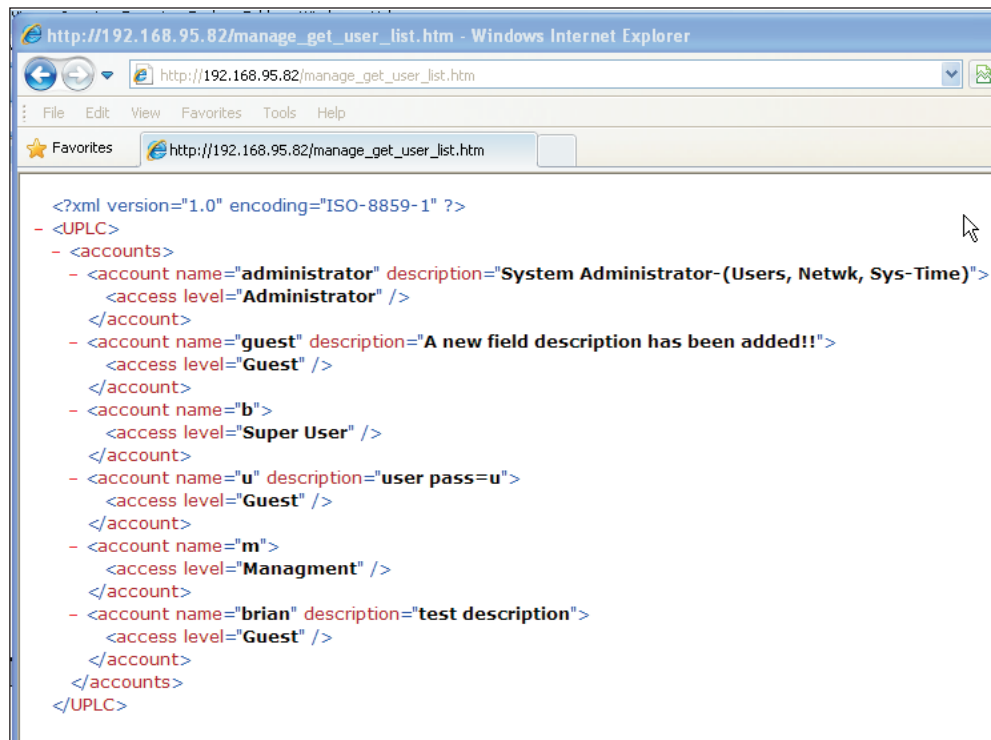 http://192.168.95.82/manage_get_user_list.htm - Windows Internet Explorer
http://192.168.95.82/manage_get_user_list.htm
File Edit View Favorites Tools Help
Favorites http://192.168.95.82/manage_get_user_list.htm
<?xml version="1.0" encoding="ISO-8859-1" ?>
- <UPLC>
- <accounts>
- <account name="administrator" description="System Administrator-(Users, Netwk, Sys-Time)">
<access level="Administrator" />
</account>
- <account name="guest" description="A new field description has been added!!">
<access level="Guest" />
</account>
- <account name="b">
<access level="Super User" />
</account>
- <account name="u" description="user pass=u">
<access level="Guest" />
</account>
- <account name="m">
<access level="Managment" />
</account>
- <account name="brian" description="test description">
<access level="Guest" />
</account>
</accounts>
</UPLC>